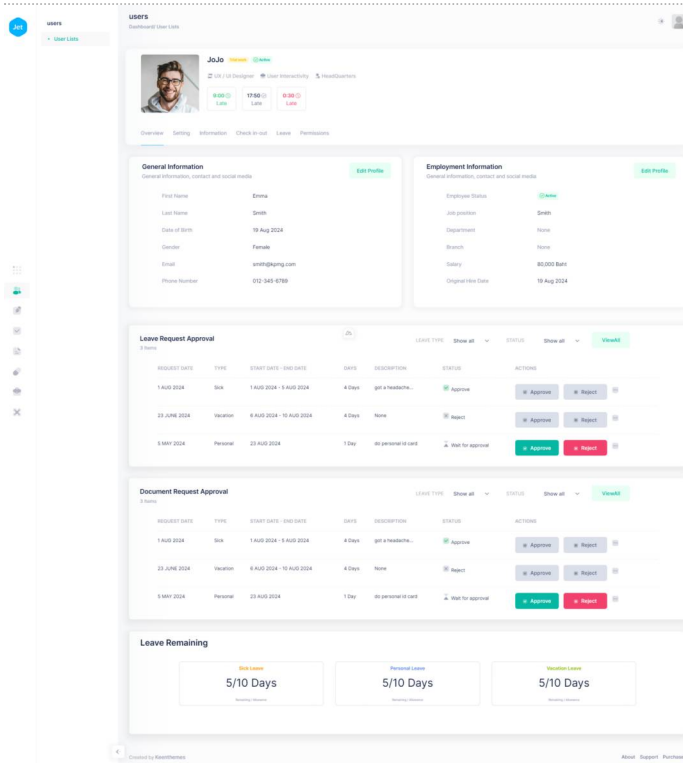 Jet
users
User Lists
users
Dashboard/ User Lists
JoJo Active
UX / UI Designer User Interactivity HeadQuarters
8:00 17:50 0:30
Late Late Late
Overview Setting Information Check in-out Leave Permissions
General Information
General information, contact and social media
Edit Profile
First Name Emma
Last Name Smith
Date of Birth 19 Aug 2024
Gender Female
Email smith@kpmg.com
Phone Number 012-345-6789
Employment Information
General information, contact and social media
Edit Profile
Employee Status Active
Job position Smith
Department None
Branch None
Salary 80,000 Baht
Original Hire Date 19 Aug 2024
Leave Request Approval
3 Items
LEAVE TYPE Show all STATUS Show all ViewAll
REQUEST DATE TYPE START DATE - END DATE DAYS DESCRIPTION STATUS ACTIONS
1 AUG 2024 Sick 1 AUG 2024 - 5 AUG 2024 4 Days got a headache... Approve Approve Reject
23 JUNE 2024 Vacation 6 AUG 2024 - 10 AUG 2024 4 Days None Reject Approve Reject
5 MAY 2024 Personal 23 AUG 2024 1 Day do personal id card Wait for approval Approve Reject
Document Request Approval
3 Items
LEAVE TYPE Show all STATUS Show all ViewAll
REQUEST DATE TYPE START DATE - END DATE DAYS DESCRIPTION STATUS ACTIONS
1 AUG 2024 Sick 1 AUG 2024 - 5 AUG 2024 4 Days got a headache... Approve Approve Reject
23 JUNE 2024 Vacation 6 AUG 2024 - 10 AUG 2024 4 Days None Reject Approve Reject
5 MAY 2024 Personal 23 AUG 2024 1 Day do personal id card Wait for approval Approve Reject
Leave Remaining
Sick Leave
5/10 Days
Personal Leave
5/10 Days
Vacation Leave
5/10 Days
Created by Keenthemes
About Support Purchase